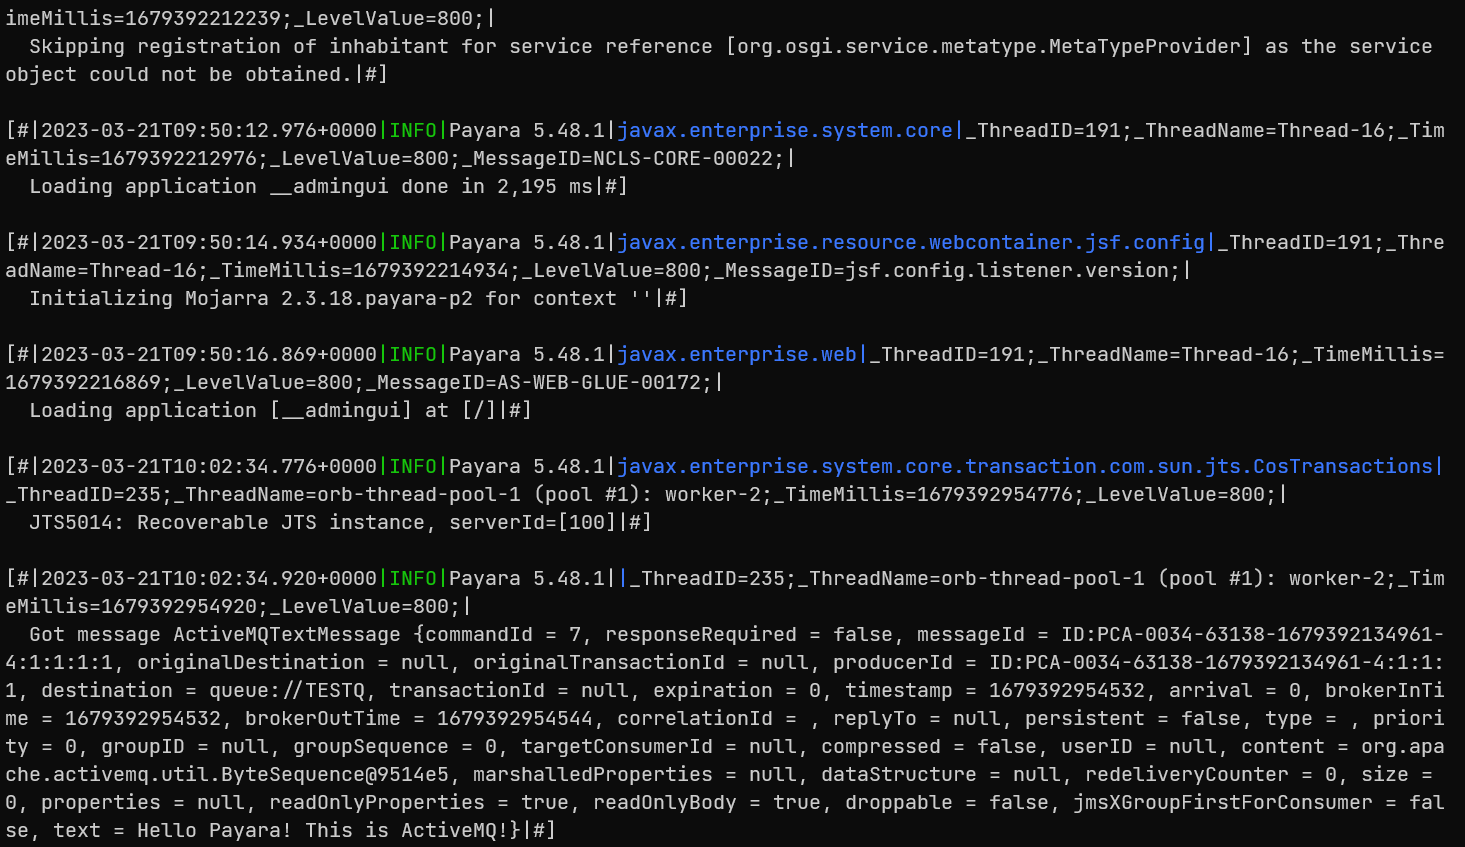 imeMillis=1679392212239;_LevelValue=800;|
  Skipping registration of inhabitant for service reference [org.osgi.service.metatype.MetaTypeProvider] as the service
object could not be obtained.|#]

[#|2023-03-21T09:50:12.976+0000|INFO|Payara 5.48.1|javax.enterprise.system.core|_ThreadID=191;_ThreadName=Thread-16;_Tim
eMillis=1679392212976;_LevelValue=800;_MessageID=NCLS-CORE-00022;|
  Loading application __admingui done in 2,195 ms|#]

[#|2023-03-21T09:50:14.934+0000|INFO|Payara 5.48.1|javax.enterprise.resource.webcontainer.jsf.config|_ThreadID=191;_Thre
adName=Thread-16;_TimeMillis=1679392214934;_LevelValue=800;_MessageID=jsf.config.listener.version;|
  Initializing Mojarra 2.3.18.payara-p2 for context ''|#]

[#|2023-03-21T09:50:16.869+0000|INFO|Payara 5.48.1|javax.enterprise.web|_ThreadID=191;_ThreadName=Thread-16;_TimeMillis=
1679392216869;_LevelValue=800;_MessageID=AS-WEB-GLUE-00172;|
  Loading application [__admingui] at [/]|#]

[#|2023-03-21T10:02:34.776+0000|INFO|Payara 5.48.1|javax.enterprise.system.core.transaction.com.sun.jts.CosTransactions|
_ThreadID=235;_ThreadName=orb-thread-pool-1 (pool #1): worker-2;_TimeMillis=1679392954776;_LevelValue=800;|
  JTS5014: Recoverable JTS instance, serverId=[100]|#]

[#|2023-03-21T10:02:34.920+0000|INFO|Payara 5.48.1||_ThreadID=235;_ThreadName=orb-thread-pool-1 (pool #1): worker-2;_Tim
eMillis=1679392954920;_LevelValue=800;|
  Got message ActiveMQTextMessage {commandId = 7, responseRequired = false, messageId = ID:PCA-0034-63138-1679392134961-
4:1:1:1:1, originalDestination = null, originalTransactionId = null, producerId = ID:PCA-0034-63138-1679392134961-4:1:1:
1, destination = queue://TESTQ, transactionId = null, expiration = 0, timestamp = 1679392954532, arrival = 0, brokerInTi
me = 1679392954532, brokerOutTime = 1679392954544, correlationId = , replyTo = null, persistent = false, type = , priori
ty = 0, groupID = null, groupSequence = 0, targetConsumerId = null, compressed = false, userID = null, content = org.apa
che.activemq.util.ByteSequence@9514e5, marshalledProperties = null, dataStructure = null, redeliveryCounter = 0, size =
0, properties = null, readOnlyProperties = true, readOnlyBody = true, droppable = false, jmsXGroupFirstForConsumer = fal
se, text = Hello Payara! This is ActiveMQ!}|#]